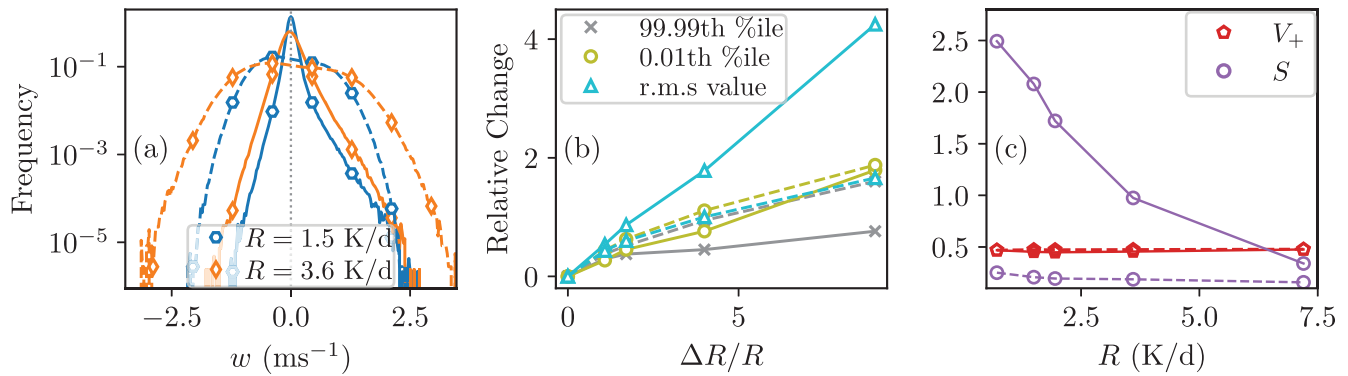 Frequency
10⁻¹
10⁻³
10⁻⁵
(a)
R = 1.5 K/d
R = 3.6 K/d
−2.5
0.0
2.5
w (ms⁻¹)
Relative Change
4
2
0
99.99th %ile
0.01th %ile
r.m.s value
(b)
0
5
ΔR/R
2.5
2.0
1.5
1.0
0.5
V₊
S
(c)
2.5
5.0
7.5
R (K/d)